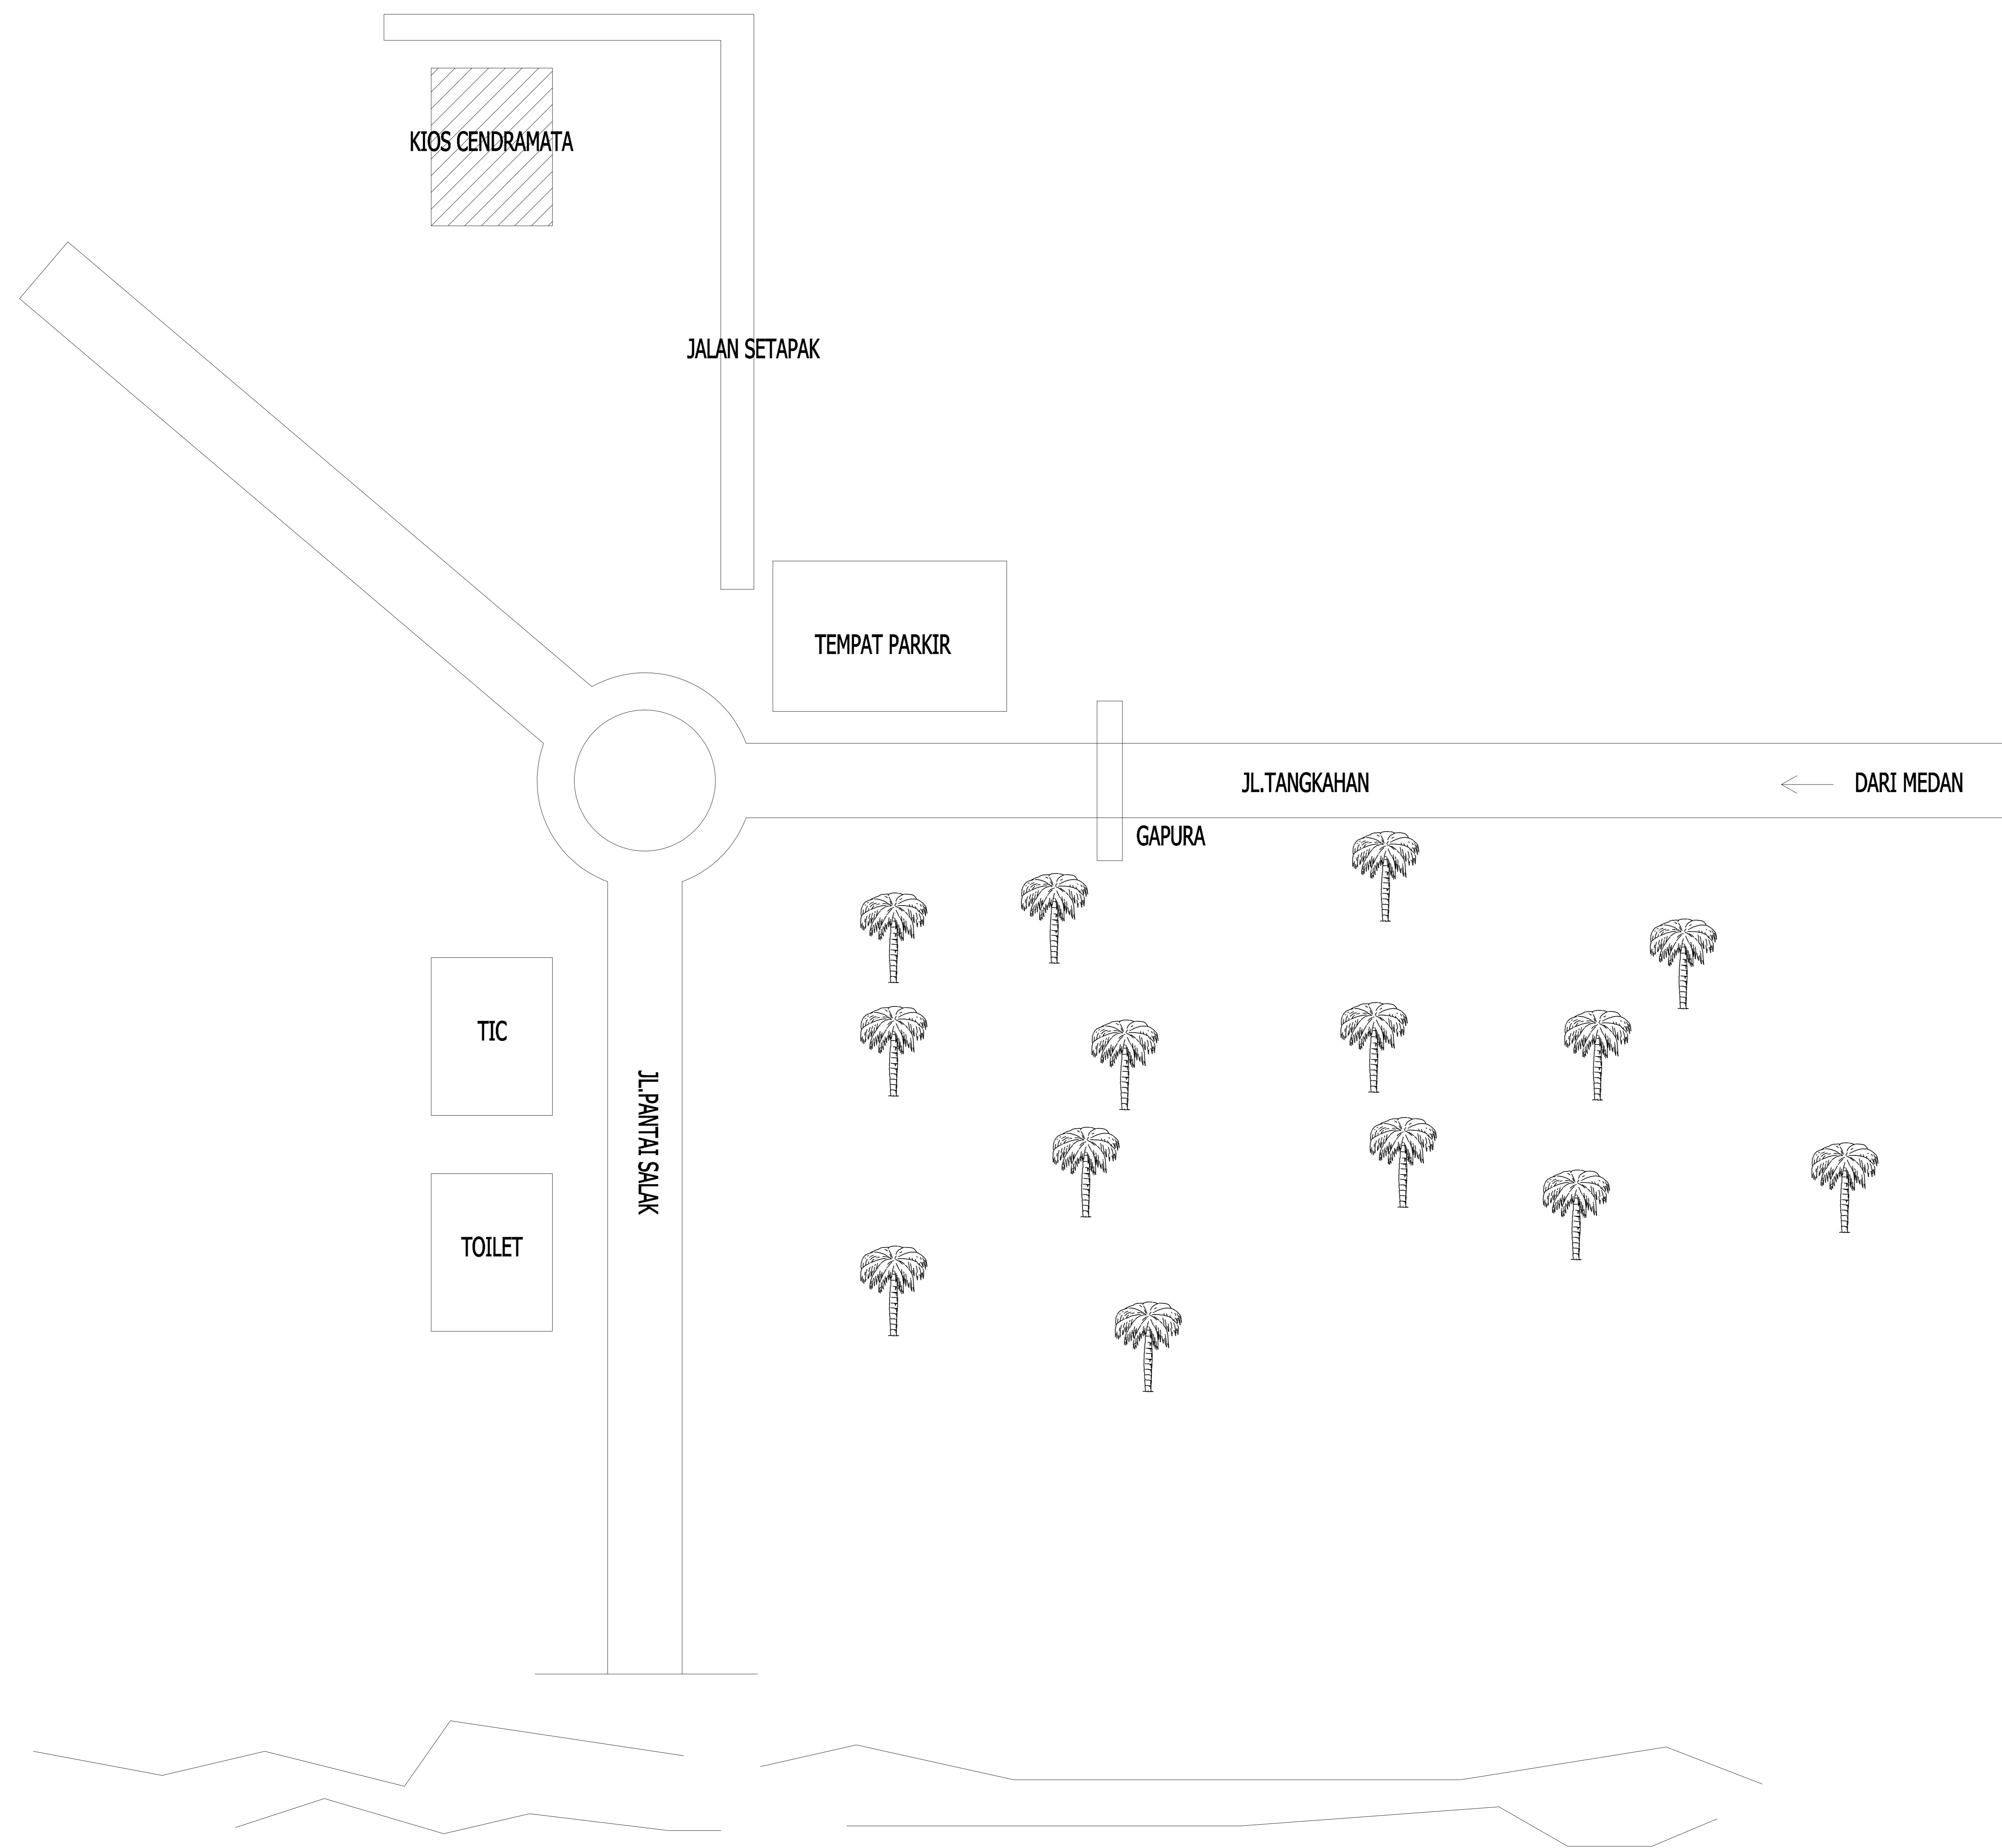 KIOS CENDRAMATA
JALAN SETAPAK
TEMPAT PARKIR
JL.TANGKAHAN
DARI MEDAN
GAPURA
TIC
JL.PANTAI SALAK
TOILET